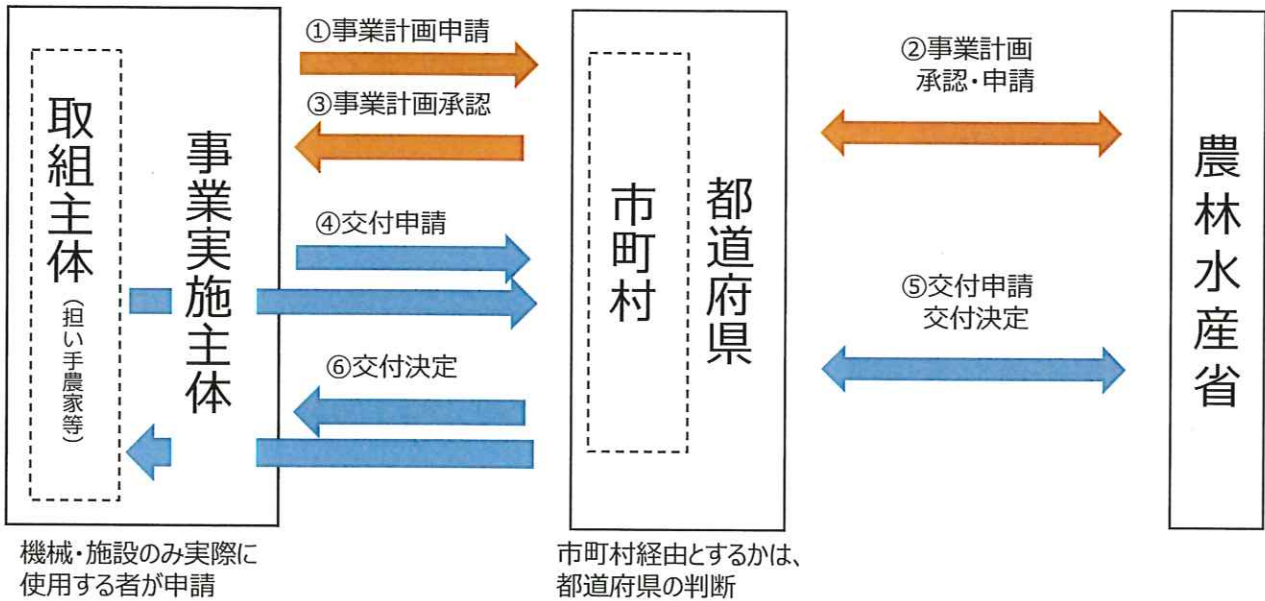 ①事業計画申請
③事業計画承認
②事業計画
承認・申請
取組主体
(担い手農家等)
事業実施主体
④交付申請
⑥交付決定
市町村
都道府県
⑤交付申請
交付決定
農林水産省
機械・施設のみ実際に
使用する者が申請
市町村経由とするかは、
都道府県の判断